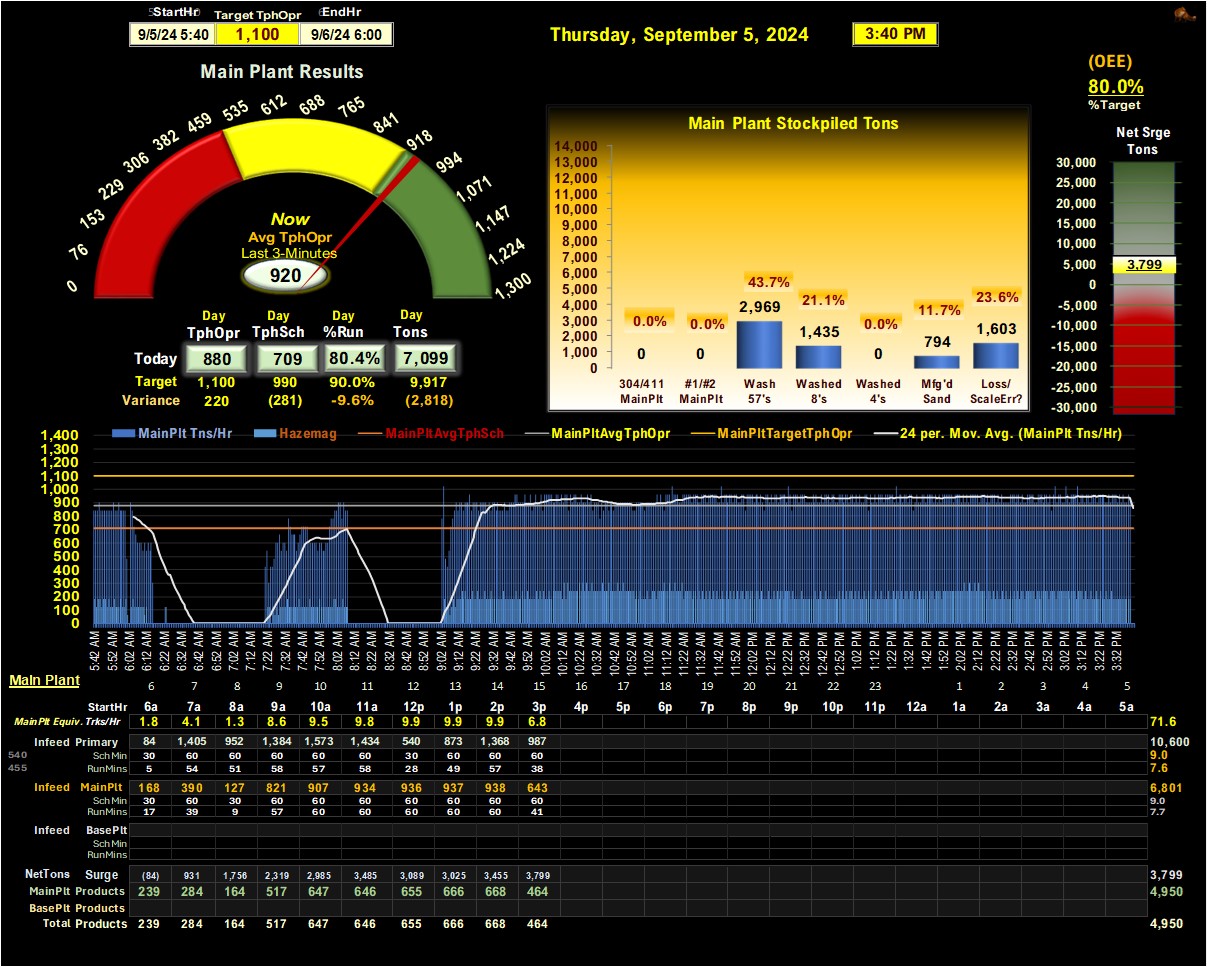 StartHr Target TphOpr EndHr
9/5/24 5:40 1,100 9/6/24 6:00
Thursday, September 5, 2024
3:40 PM
(OEE)
80.0%
%Target
Main Plant Results
0 76 153 229 306 382 459 535 612 688 765 841 918 994 1,071 1,147 1,224 1,300
Now
Avg TphOpr
Last 3-Minutes
920
Day Day Day Day
TphOpr TphSch %Run Tons
Today 880 709 80.4% 7,099
Target 1,100 990 90.0% 9,917
Variance 220 (281) -9.6% (2,818)
Main Plant Stockpiled Tons
14,000
13,000
12,000
11,000
10,000
9,000
8,000
7,000
6,000
5,000
4,000
3,000
2,000
1,000
0
0.0% 0.0% 43.7% 21.1% 0.0% 11.7% 23.6%
0 0 2,969 1,435 0 794 1,603
304/411 #1/#2 Wash Washed Washed Mfg'd Loss/
MainPlt MainPlt 57's 8's 4's Sand ScaleErr?
Net Srge
Tons
30,000
25,000
20,000
15,000
10,000
5,000
0
-5,000
-10,000
-15,000
-20,000
-25,000
-30,000
3,799
MainPlt Tns/Hr Hazemag MainPltAvgTphSch MainPltAvgTphOpr MainPltTargetTphOpr 24 per. Mov. Avg. (MainPlt Tns/Hr)
1,400
1,300
1,200
1,100
1,000
900
800
700
600
500
400
300
200
100
0
5:42 AM 5:52 AM 6:02 AM 6:12 AM 6:22 AM 6:32 AM 6:42 AM 6:52 AM 7:02 AM 7:12 AM 7:22 AM 7:32 AM 7:42 AM 7:52 AM 8:02 AM 8:12 AM 8:22 AM 8:32 AM 8:42 AM 8:52 AM 9:02 AM 9:12 AM 9:22 AM 9:32 AM 9:42 AM 9:52 AM 10:02 AM 10:12 AM 10:22 AM 10:32 AM 10:42 AM 10:52 AM 11:02 AM 11:12 AM 11:22 AM 11:32 AM 11:42 AM 11:52 AM 12:02 PM 12:12 PM 12:22 PM 12:32 PM 12:42 PM 12:52 PM 1:02 PM 1:12 PM 1:22 PM 1:32 PM 1:42 PM 1:52 PM 2:02 PM 2:12 PM 2:22 PM 2:32 PM 2:42 PM 2:52 PM 3:02 PM 3:12 PM 3:22 PM 3:32 PM
Main Plant
6 7 8 9 10 11 12 13 14 15 16 17 18 19 20 21 22 23 1 2 3 4 5
StartHr 6a 7a 8a 9a 10a 11a 12p 1p 2p 3p 4p 5p 6p 7p 8p 9p 10p 11p 12a 1a 2a 3a 4a 5a
MainPlt Equiv. Trks/Hr 1.8 4.1 1.3 8.6 9.5 9.8 9.9 9.9 9.9 6.8 71.6
Infeed Primary 84 1,405 952 1,384 1,573 1,434 540 873 1,368 987 10,600
540 SchMin 30 60 60 60 60 60 30 60 60 60 9.0
455 RunMins 5 54 51 58 57 58 28 49 57 38 7.6
Infeed MainPlt 168 390 127 821 907 934 936 937 938 643 6,801
SchMin 30 60 30 60 60 60 60 60 60 60 9.0
RunMins 17 39 9 57 60 60 60 60 60 41 7.7
Infeed BasePlt
SchMin
RunMins
NetTons Surge (84) 931 1,756 2,319 2,985 3,485 3,089 3,025 3,455 3,799 3,799
MainPlt Products 239 284 164 517 647 646 655 666 668 464 4,950
BasePlt Products
Total Products 239 284 164 517 647 646 655 666 668 464 4,950